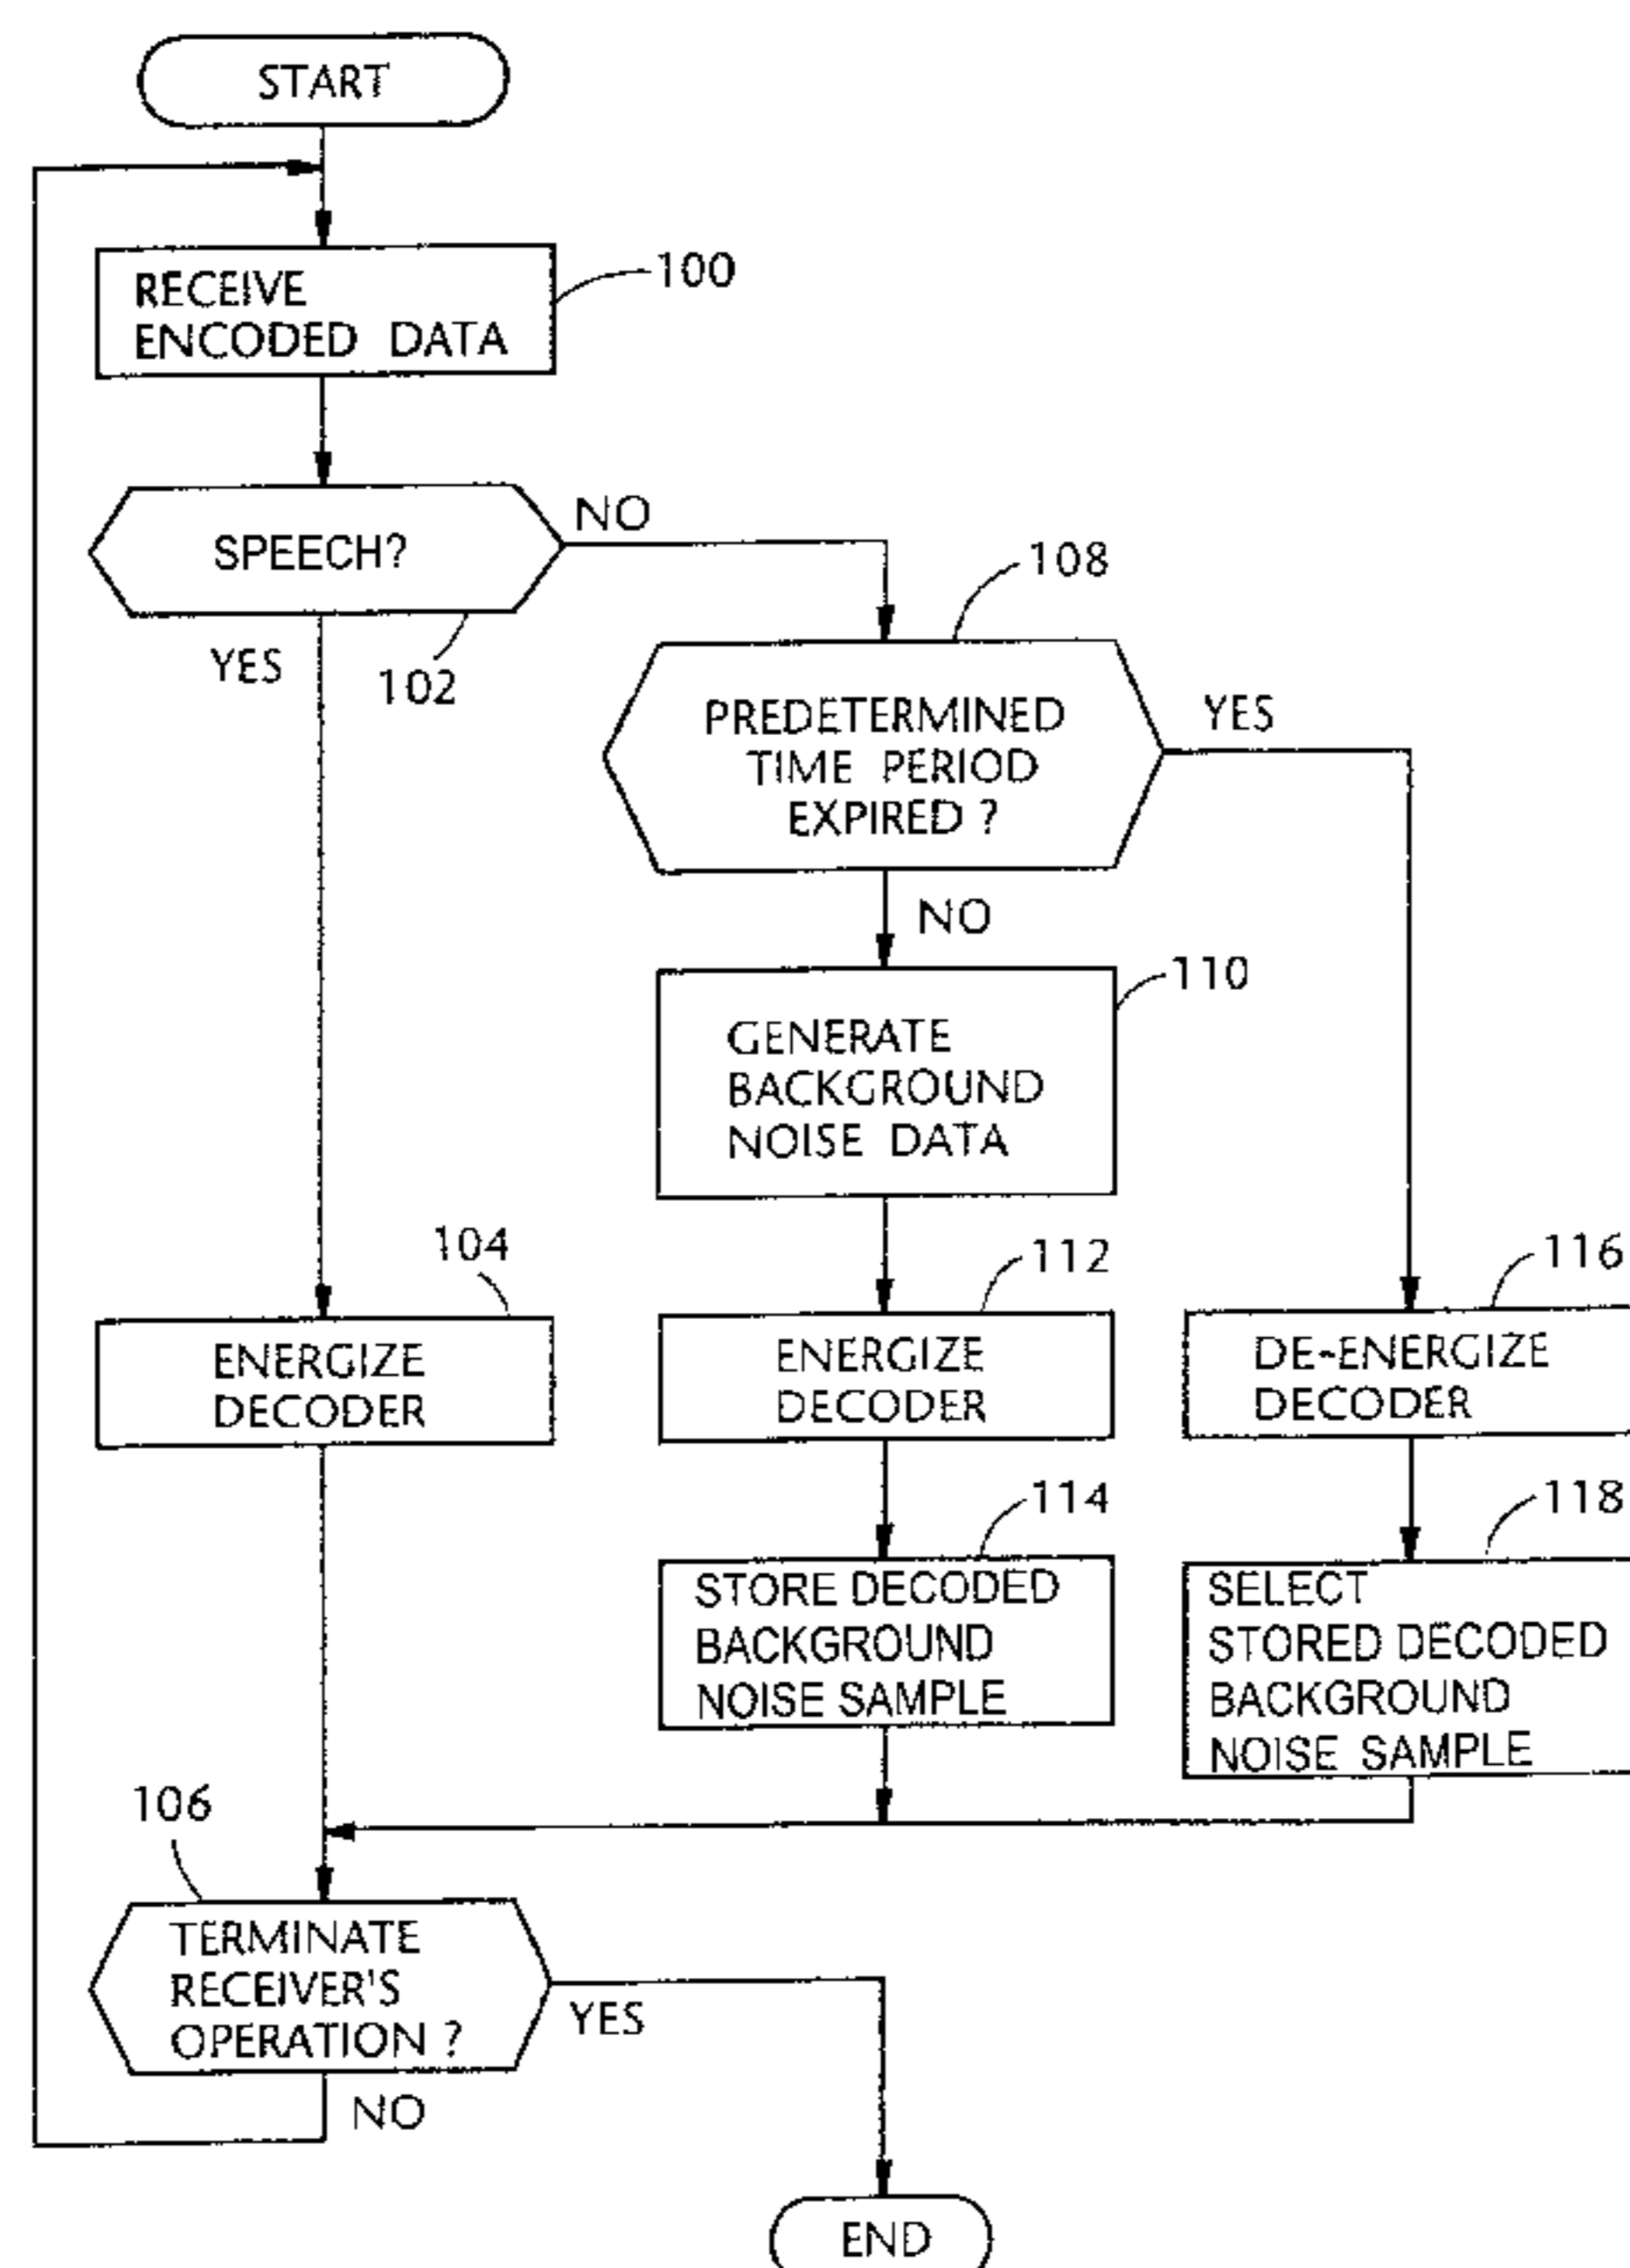 START
RECEIVE
ENCODED DATA
100
SPEECH?
NO
102
YES
108
PREDETERMINED
TIME PERIOD
EXPIRED ?
YES
NO
110
GENERATE
BACKGROUND
NOISE DATA
104
ENERGIZE
DECODER
112
ENERGIZE
DECODER
116
DE-ENERGIZE
DECODER
114
STORE DECODED
BACKGROUND
NOISE SAMPLE
118
SELECT
STORED DECODED
BACKGROUND
NOISE SAMPLE
106
TERMINATE
RECEIVER'S
OPERATION ?
YES
NO
END